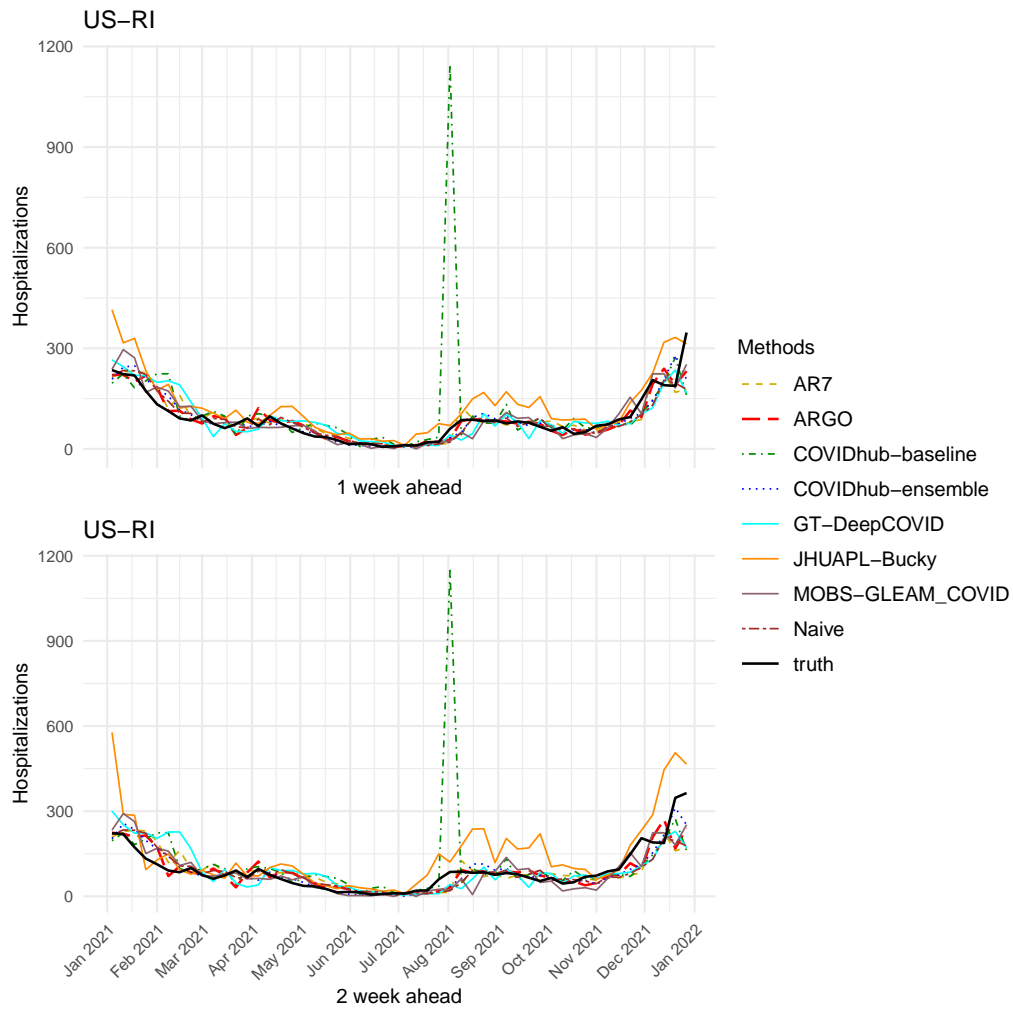 US−RI
1200
900
600
300
0
Hospitalizations
1 week ahead
US−RI
1200
900
600
300
0
Hospitalizations
Jan 2021
Feb 2021
Mar 2021
Apr 2021
May 2021
Jun 2021
Jul 2021
Aug 2021
Sep 2021
Oct 2021
Nov 2021
Dec 2021
Jan 2022
2 week ahead
Methods
AR7
ARGO
COVIDhub−baseline
COVIDhub−ensemble
GT−DeepCOVID
JHUAPL−Bucky
MOBS−GLEAM_COVID
Naive
truth